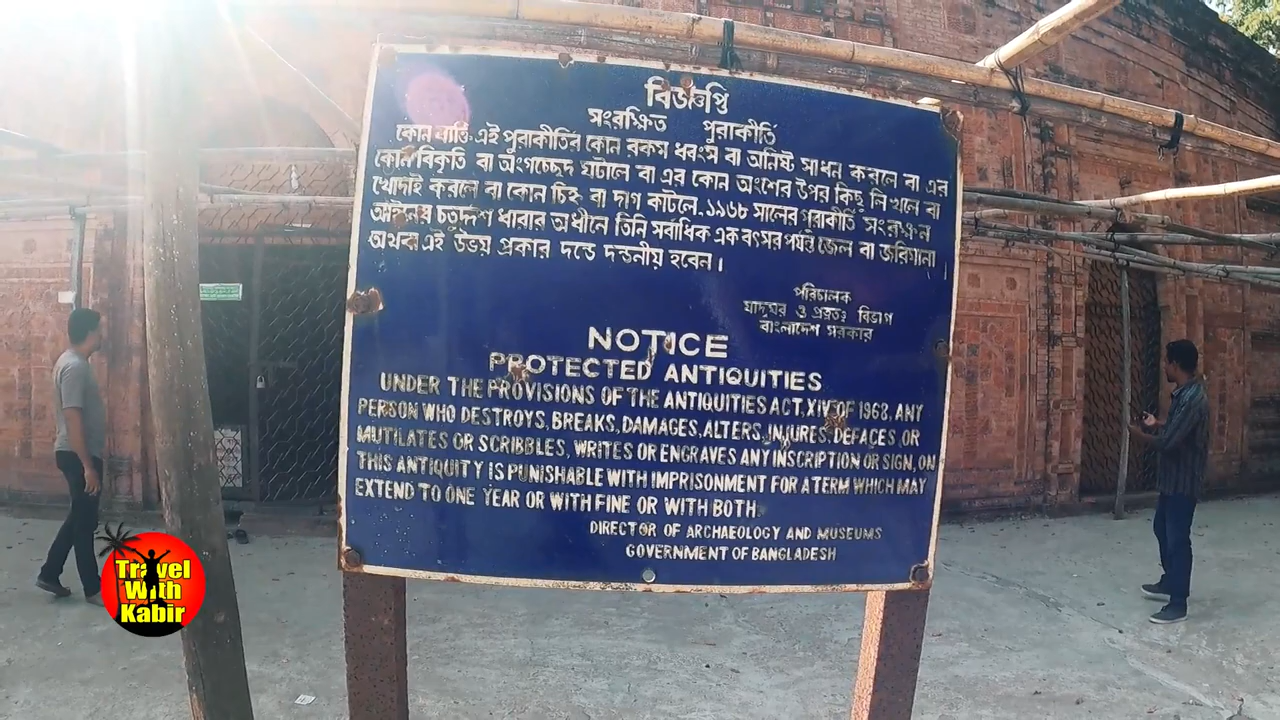 বিজ্ঞপ্তি
সংরক্ষিত পুরাকীর্তি
কোন ব্যক্তি এই পুরাকীর্তির কোন রকম ধ্বংস বা অনিষ্ট সাধন করলে বা এর
কোন বিকৃতি বা অংগচ্ছেদ ঘটালে বা এর কোন অংশের উপর কিছু লিখলে বা
খোদাই করলে বা কোন চিহ্ন বা দাগ কাটলে, ১৯৬৮ সালের পুরাকীর্তি সংরক্ষন
আইনের চতুর্দ্দশ ধারার অধীনে তিনি সর্বাধিক এক বৎসর পর্যন্ত জেল বা জরিমানা
অথবা এই উভয় প্রকার দন্ডে দন্ডনীয় হবেন।
পরিচালক
যাদুঘর ও প্রত্নতত্ত্ব বিভাগ
বাংলাদেশ সরকার
NOTICE
PROTECTED ANTIQUITIES
UNDER THE PROVISIONS OF THE ANTIQUITIES ACT, XIV OF 1968, ANY
PERSON WHO DESTROYS, BREAKS, DAMAGES, ALTERS, INJURES, DEFACES, OR
MUTILATES OR SCRIBBLES, WRITES OR ENGRAVES ANY INSCRIPTION OR SIGN, ON
THIS ANTIQUITY IS PUNISHABLE WITH IMPRISONMENT FOR A TERM WHICH MAY
EXTEND TO ONE YEAR OR WITH FINE OR WITH BOTH.
DIRECTOR OF ARCHAEOLOGY AND MUSEUMS
GOVERNMENT OF BANGLADESH
Travel
With
Kabir